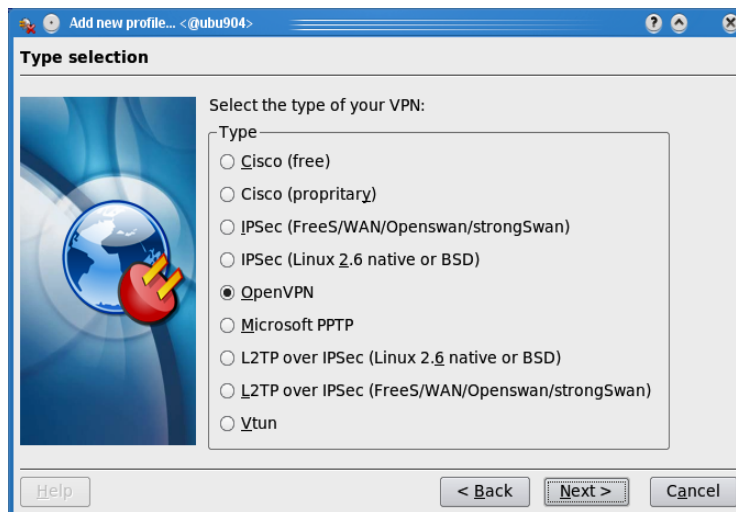 Add new profile... <@ubu904>
Type selection
Select the type of your VPN:
Type
Cisco (free)
Cisco (propritary)
IPSec (FreeS/WAN/Openswan/strongSwan)
IPSec (Linux 2.6 native or BSD)
OpenVPN
Microsoft PPTP
L2TP over IPSec (Linux 2.6 native or BSD)
L2TP over IPSec (FreeS/WAN/Openswan/strongSwan)
Vtun
Help
< Back
Next >
Cancel